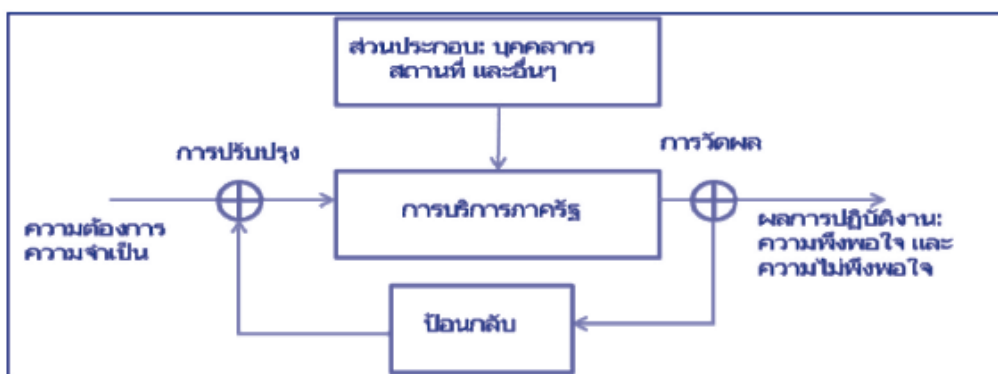 ส่วนประกอบ: บุคคลากร
สถานที่ และอื่นๆ
การปรับปรุง
การวัดผล
การบริการภาครัฐ
ความต้องการ
ความจำเป็น
ผลการปฏิบัติงาน:
ความพึงพอใจ และ
ความไม่พึงพอใจ
ป้อนกลับ